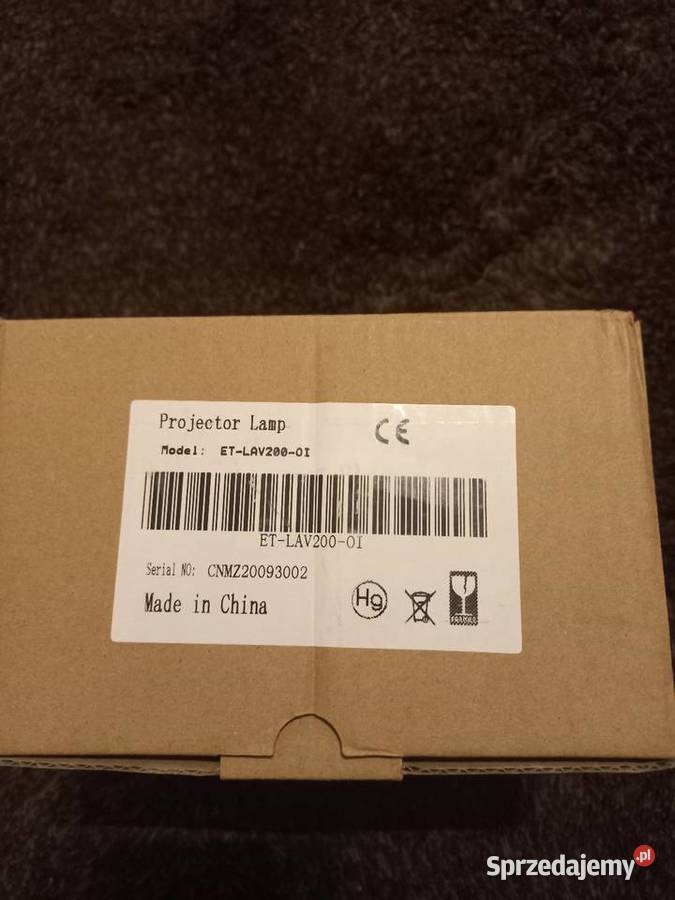 Projector Lamp
CE
Model: ET-LAV200-OI
ET-LAV200-OI
Serial NO: CNMZ20093002
Made in China
Hg
Sprzedajemy.pl